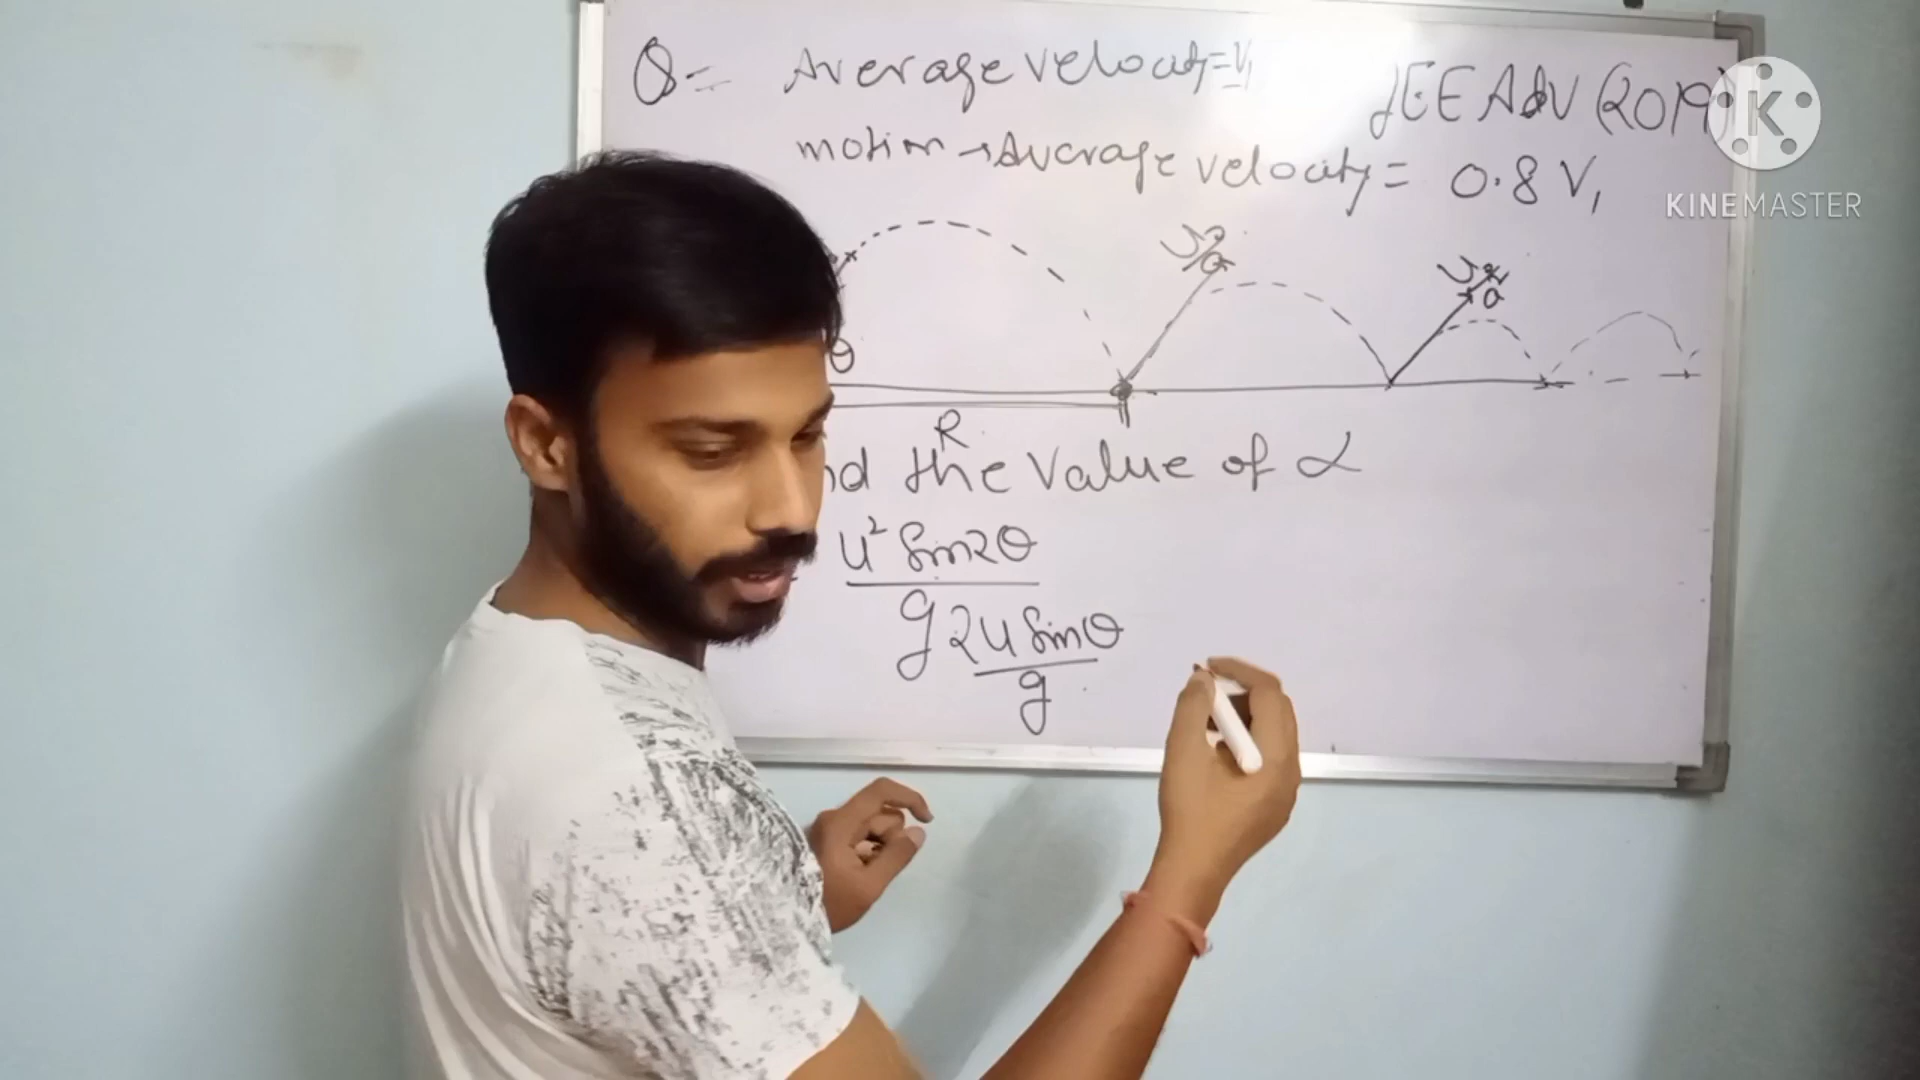 Q= Average velocity=V₁
JEE Adv (2019)
motion → Average velocity = 0.8 V₁
KINEMASTER
θ
R
nd the value of α
u² sin2θ
g
2u sinθ
g